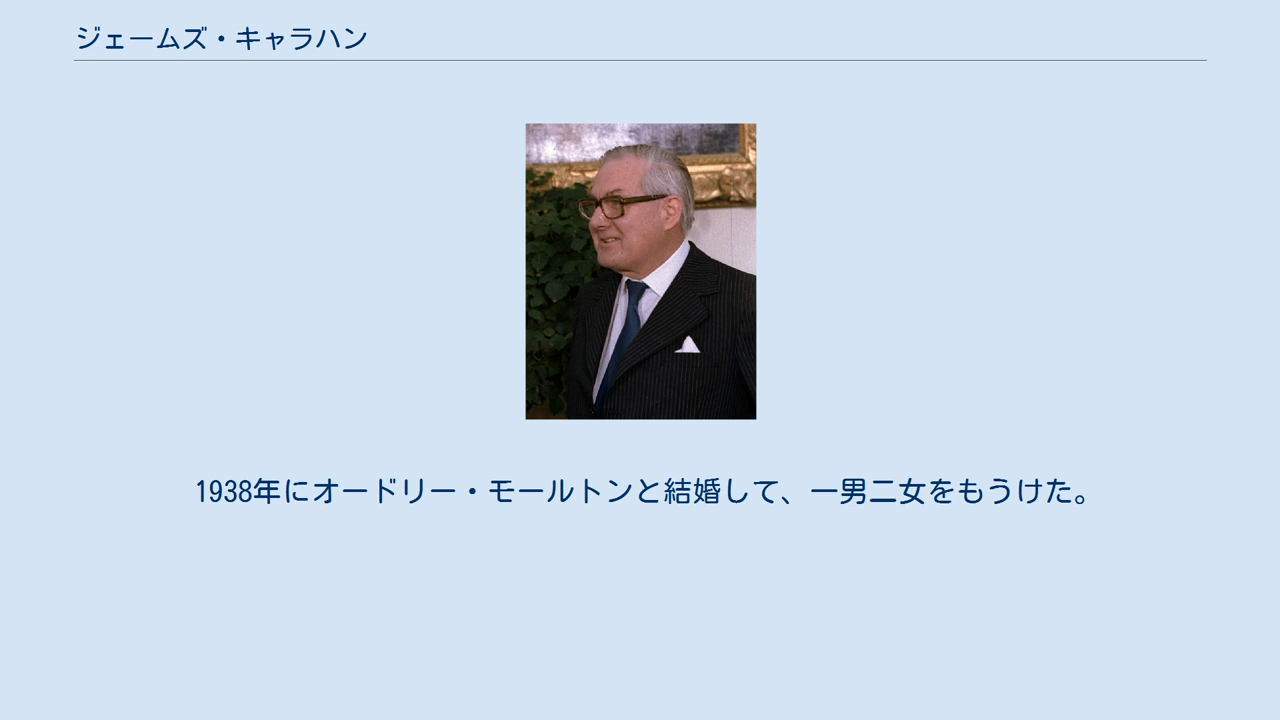 ジェームズ・キャラハン
1938年にオードリー・モールトンと結婚して、一男二女をもうけた。